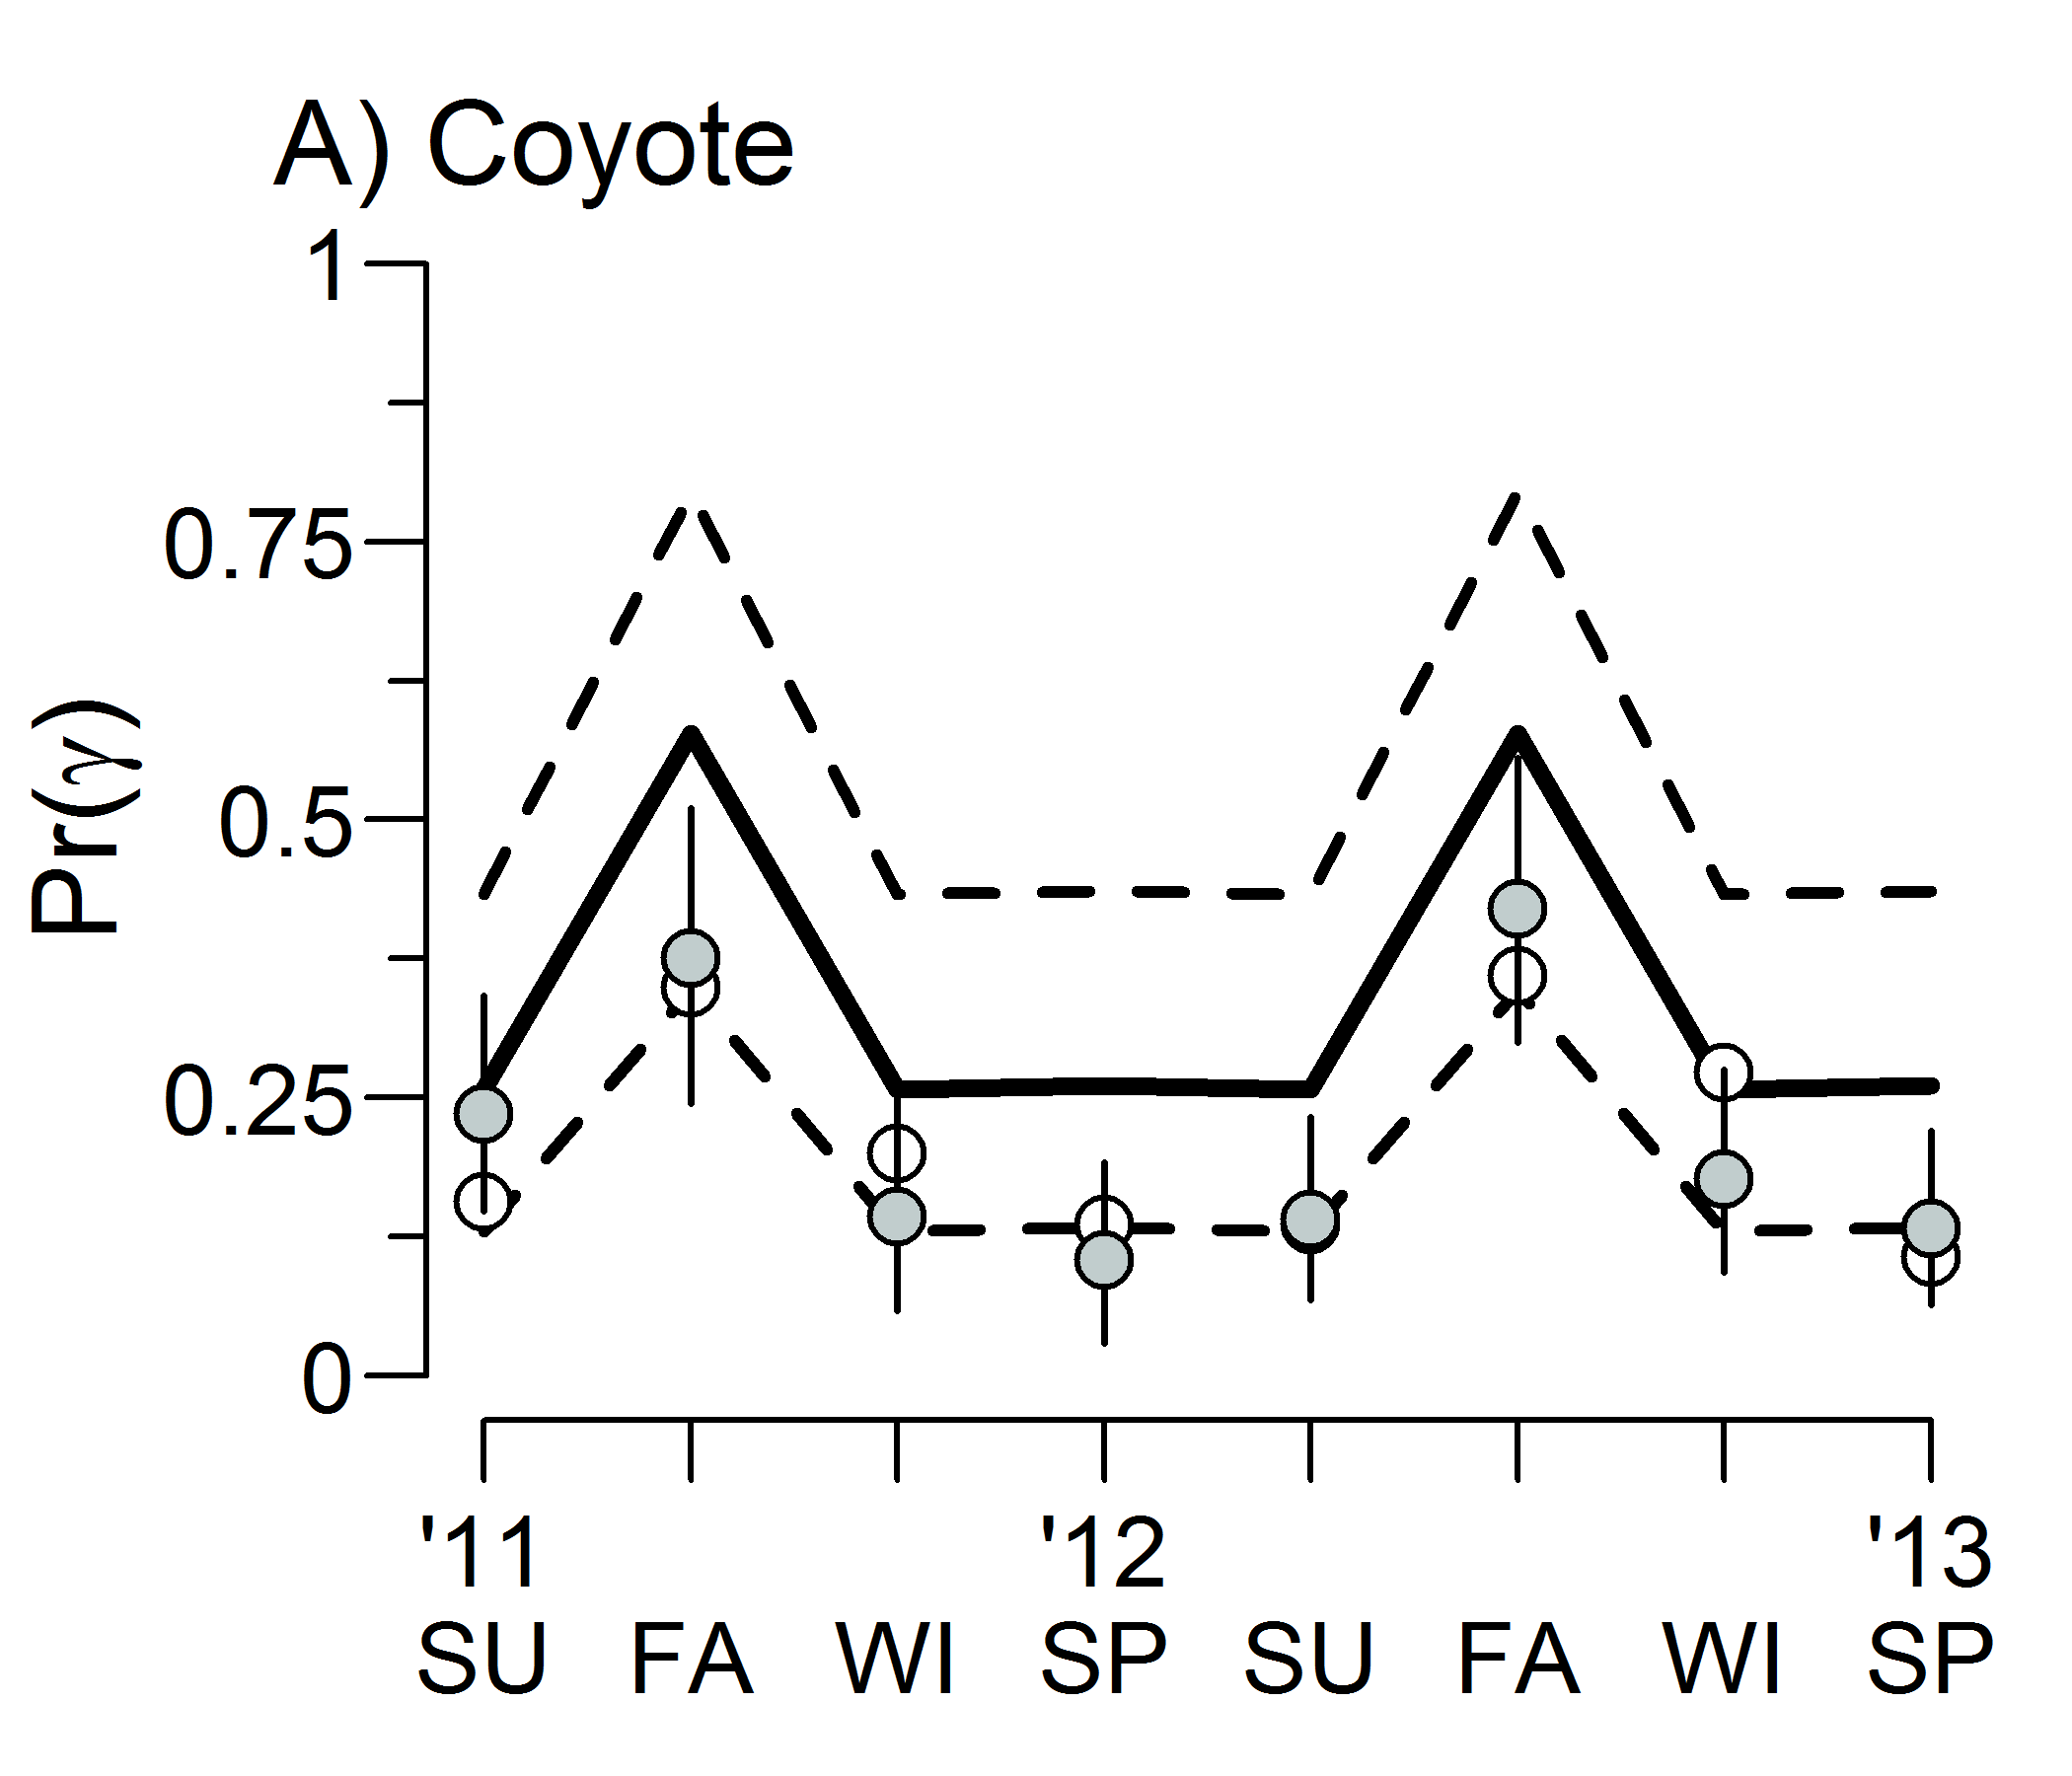 A) Coyote
1
0.75
0.5
0.25
0
Pr(γ)
'11 '12 '13
SU FA WI SP SU FA WI SP